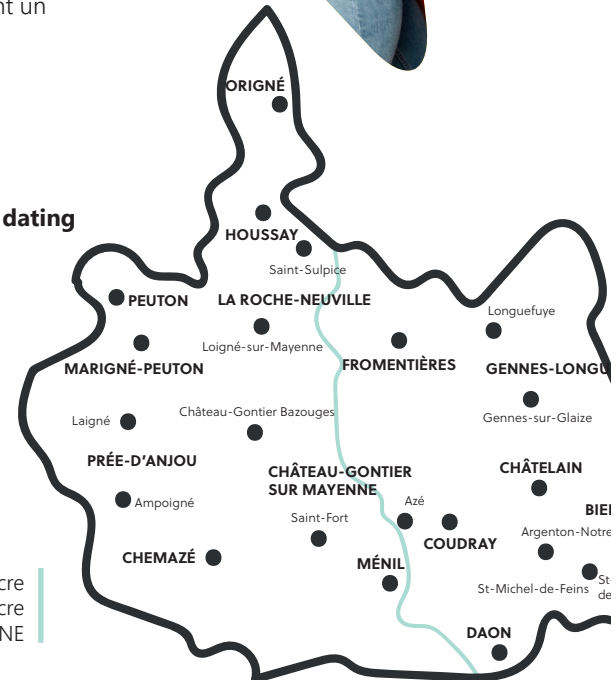 nt un
ORIGNÉ
dating
HOUSSAY
Saint-Sulpice
PEUTON
LA ROCHE-NEUVILLE
Longuefuye
Loigné-sur-Mayenne
MARIGNÉ-PEUTON
FROMENTIÈRES
GENNES-LONGU
Château-Gontier Bazouges
Laigné
Gennes-sur-Glaize
PRÉE-D'ANJOU
CHÂTEAU-GONTIER
SUR MAYENNE
CHÂTELAIN
Ampoigné
Azé
BIE
Saint-Fort
Argenton-Notre
COUDRAY
CHEMAZÉ
MÉNIL
St-Michel-de-Feins
St-
de
cre
cre
NE
DAON